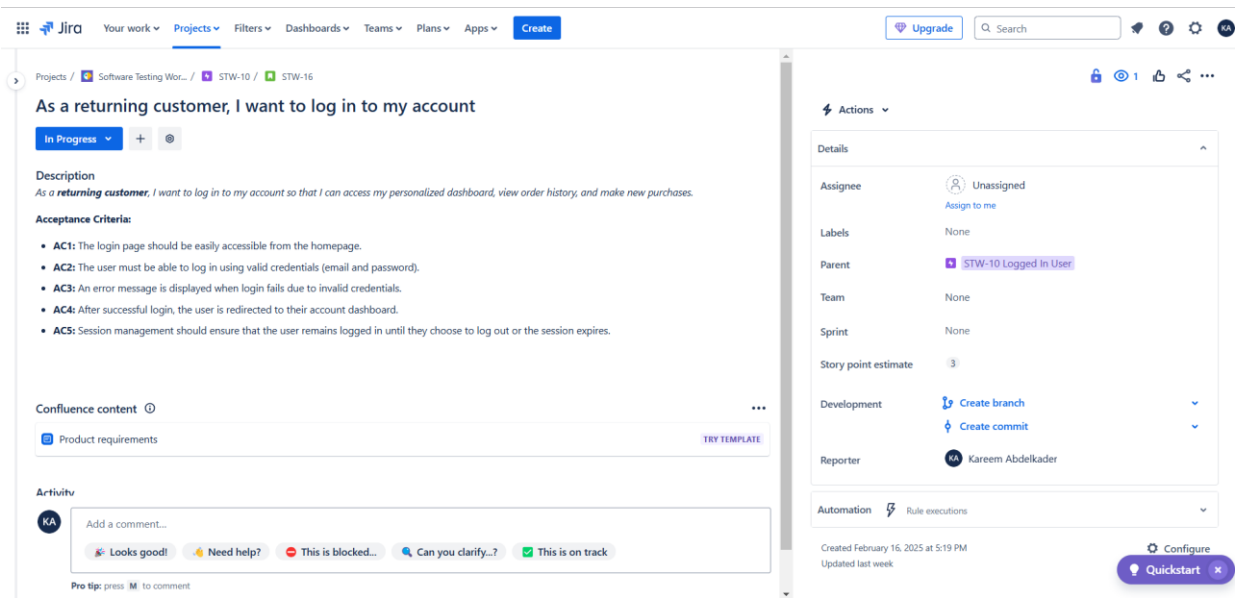 Jira
Your work Projects Filters Dashboards Teams Plans Apps Create Upgrade Search KA
Projects / Software Testing Wor... / STW-10 / STW-16
1
As a returning customer, I want to log in to my account
Actions
In Progress
Details
Description
As a returning customer, I want to log in to my account so that I can access my personalized dashboard, view order history, and make new purchases.
Acceptance Criteria:
AC1: The login page should be easily accessible from the homepage.
AC2: The user must be able to log in using valid credentials (email and password).
AC3: An error message is displayed when login fails due to invalid credentials.
AC4: After successful login, the user is redirected to their account dashboard.
AC5: Session management should ensure that the user remains logged in until they choose to log out or the session expires.
Confluence content
Product requirements
TRY TEMPLATE
Activity
KA
Add a comment...
Looks good! Need help? This is blocked... Can you clarify...? This is on track
Pro tip: press M to comment
Assignee Unassigned
Assign to me
Labels None
Parent STW-10 Logged In User
Team None
Sprint None
Story point estimate 3
Development Create branch
Create commit
Reporter KA Kareem Abdelkader
Automation Rule executions
Created February 16, 2025 at 5:19 PM
Configure
Updated last week
Quickstart